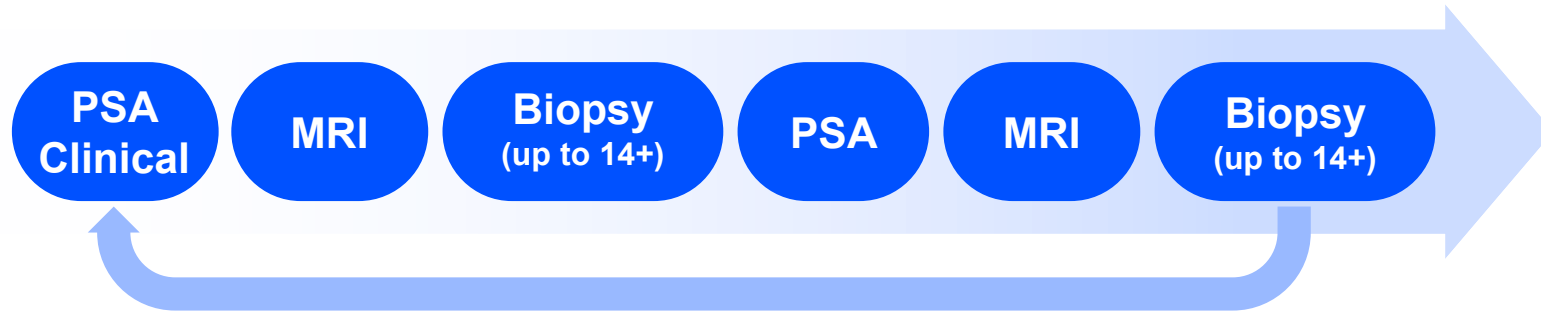 PSA
Clinical
MRI
Biopsy
(up to 14+)
PSA
MRI
Biopsy
(up to 14+)